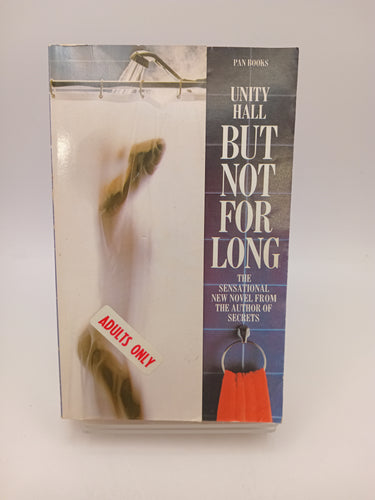 PAN BOOKS
UNITY
HALL
BUT
NOT
FOR
LONG
THE
SENSATIONAL
NEW NOVEL FROM
THE AUTHOR OF
SECRETS
ADULTS ONLY